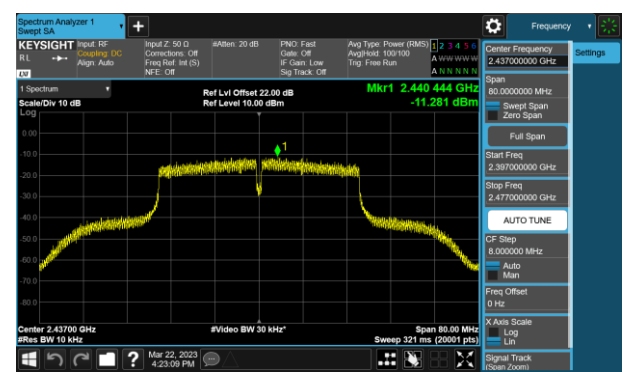 Spectrum Analyzer 1
Swept SA
Frequency
KEYSIGHT
RL
LXI
Input: RF
Coupling: DC
Align: Auto
Input Z: 50 Ω
Corrections: Off
Freq Ref: Int (S)
NFE: Off
#Atten: 20 dB
PNO: Fast
Gate: Off
IF Gain: Low
Sig Track: Off
Avg Type: Power (RMS)
Avg|Hold: 100/100
Trig: Free Run
1 2 3 4 5 6
A W W W W W
A N N N N N
1 Spectrum
Scale/Div 10 dB
Log
Ref Lvl Offset 22.00 dB
Ref Level 10.00 dBm
Mkr1 2.440 444 GHz
-11.281 dBm
1
0.00
-10.0
-20.0
-30.0
-40.0
-50.0
-60.0
-70.0
-80.0
Center 2.43700 GHz
#Res BW 10 kHz
#Video BW 30 kHz*
Span 80.00 MHz
Sweep 321 ms (20001 pts)
Mar 22, 2023
4:23:09 PM
Settings
Center Frequency
2.437000000 GHz
Span
80.0000000 MHz
Swept Span
Zero Span
Full Span
Start Freq
2.397000000 GHz
Stop Freq
2.477000000 GHz
AUTO TUNE
CF Step
8.000000 MHz
Auto
Man
Freq Offset
0 Hz
X Axis Scale
Log
Lin
Signal Track
(Span Zoom)